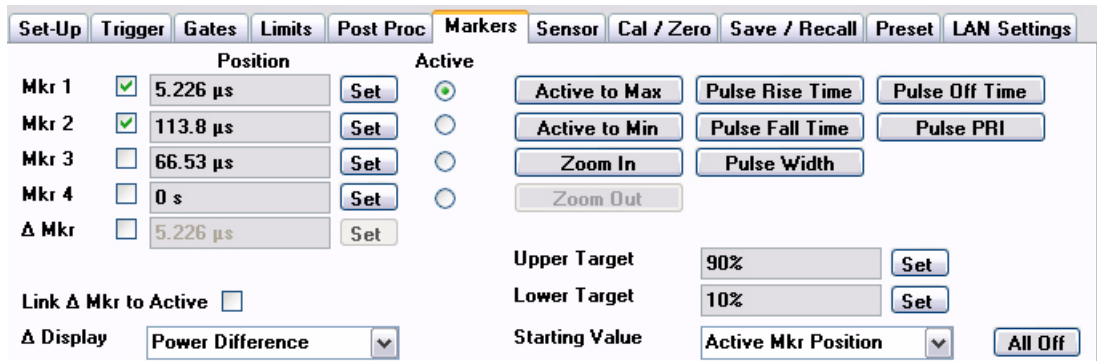 Set-Up Trigger Gates Limits Post Proc Markers Sensor Cal / Zero Save / Recall Preset LAN Settings
Position Active
Mkr 1 5.226 µs Set Active to Max Pulse Rise Time Pulse Off Time
Mkr 2 113.8 µs Set Active to Min Pulse Fall Time Pulse PRI
Mkr 3 66.53 µs Set Zoom In Pulse Width
Mkr 4 0 s Set Zoom Out
Δ Mkr 5.226 µs Set
Upper Target 90% Set
Link Δ Mkr to Active Lower Target 10% Set
Δ Display Power Difference Starting Value Active Mkr Position All Off